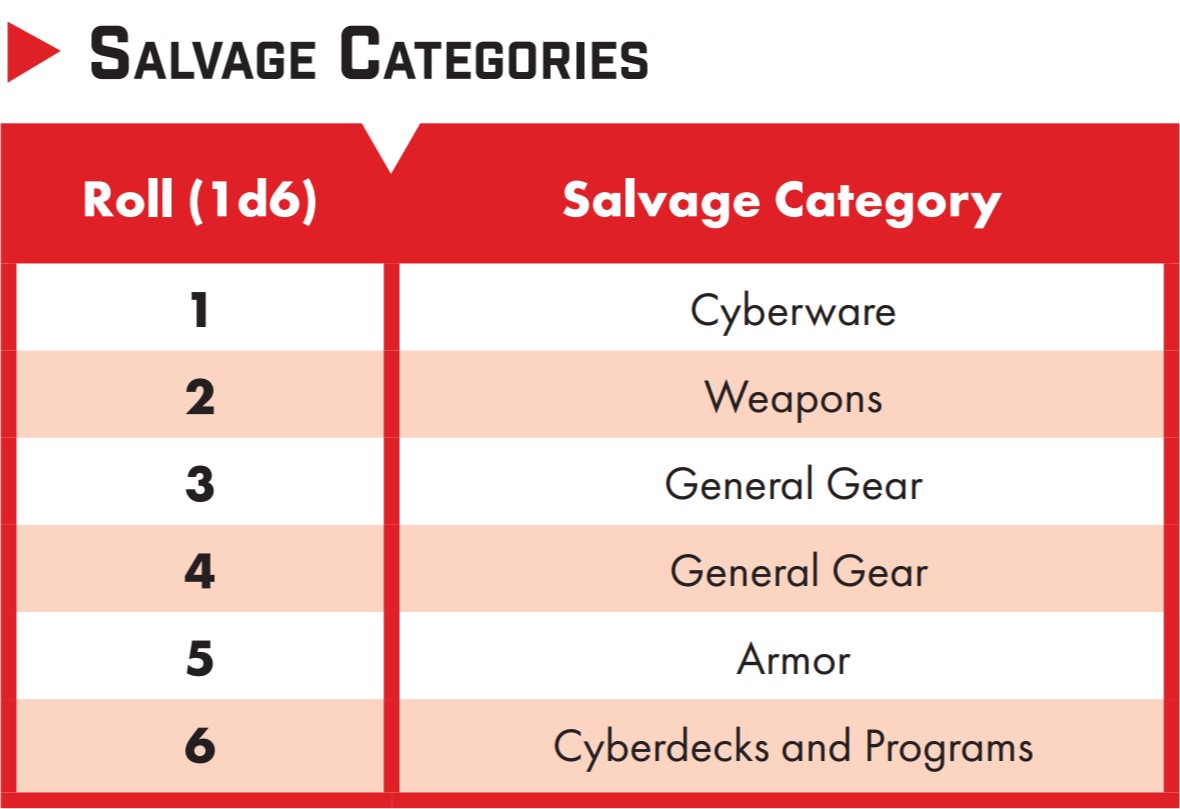 Salvage Categories
Roll (1d6) Salvage Category
1 Cyberware
2 Weapons
3 General Gear
4 General Gear
5 Armor
6 Cyberdecks and Programs